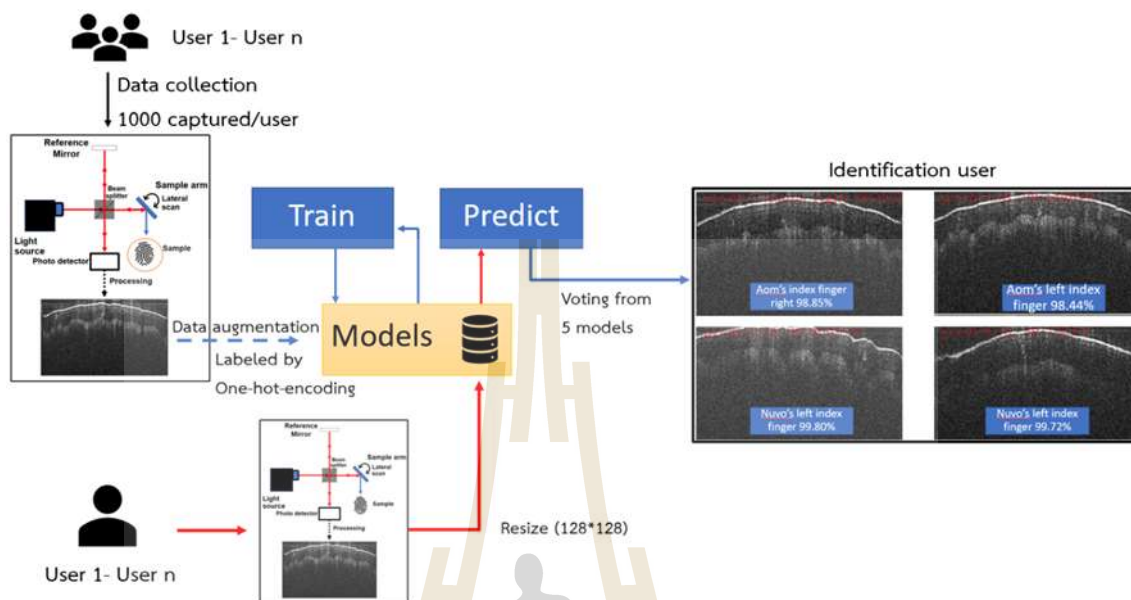 User 1- User n
Data collection
1000 captured/user
Reference
Mirror
Beam
splitter
Sample arm
Lateral
scan
Light
source
Sample
Photo detector
Processing
Data augmentation
Labeled by
One-hot-encoding
Train
Predict
Models
Voting from
5 models
Identification user
Aom's index finger
right 98.85%
Aom's left index
finger 98.44%
Nuvo's left index
finger 99.80%
Nuvo's left index
finger 99.72%
Reference
Mirror
Beam
splitter
Sample arm
Lateral
scan
Light
source
Sample
Photo detector
Processing
Resize (128*128)
User 1- User n